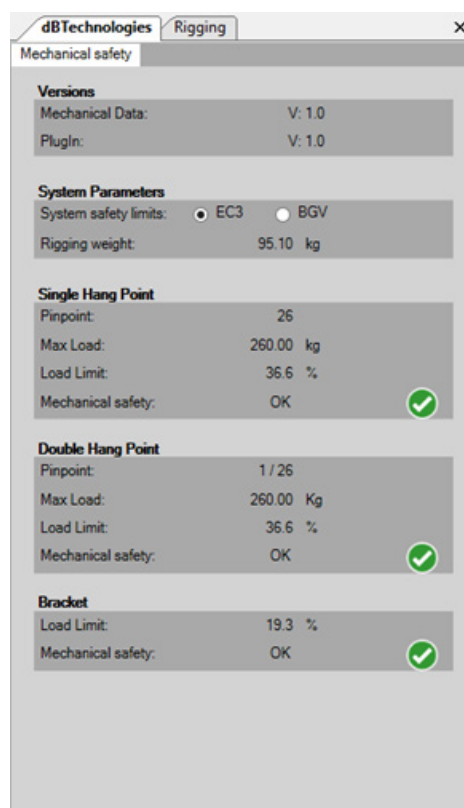 dBTechnologies Rigging
Mechanical safety
Versions
Mechanical Data: V: 1.0
PlugIn: V: 1.0
System Parameters
System safety limits: EC3 BGV
Rigging weight: 95.10 kg
Single Hang Point
Pinpoint: 26
Max Load: 260.00 kg
Load Limit: 36.6 %
Mechanical safety: OK
Double Hang Point
Pinpoint: 1 / 26
Max Load: 260.00 Kg
Load Limit: 36.6 %
Mechanical safety: OK
Bracket
Load Limit: 19.3 %
Mechanical safety: OK